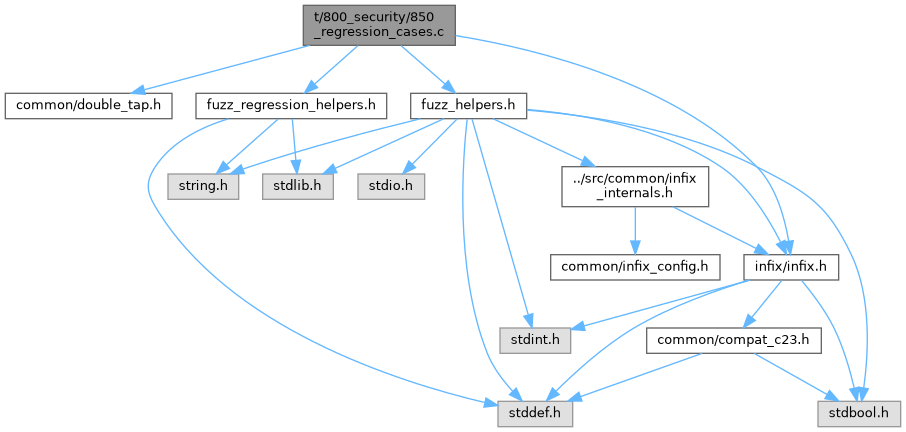 t/800_security/850
_regression_cases.c
common/double_tap.h
fuzz_regression_helpers.h
fuzz_helpers.h
string.h
stdlib.h
stdio.h
../src/common/infix
_internals.h
common/infix_config.h
infix/infix.h
stdint.h
common/compat_c23.h
stddef.h
stdbool.h